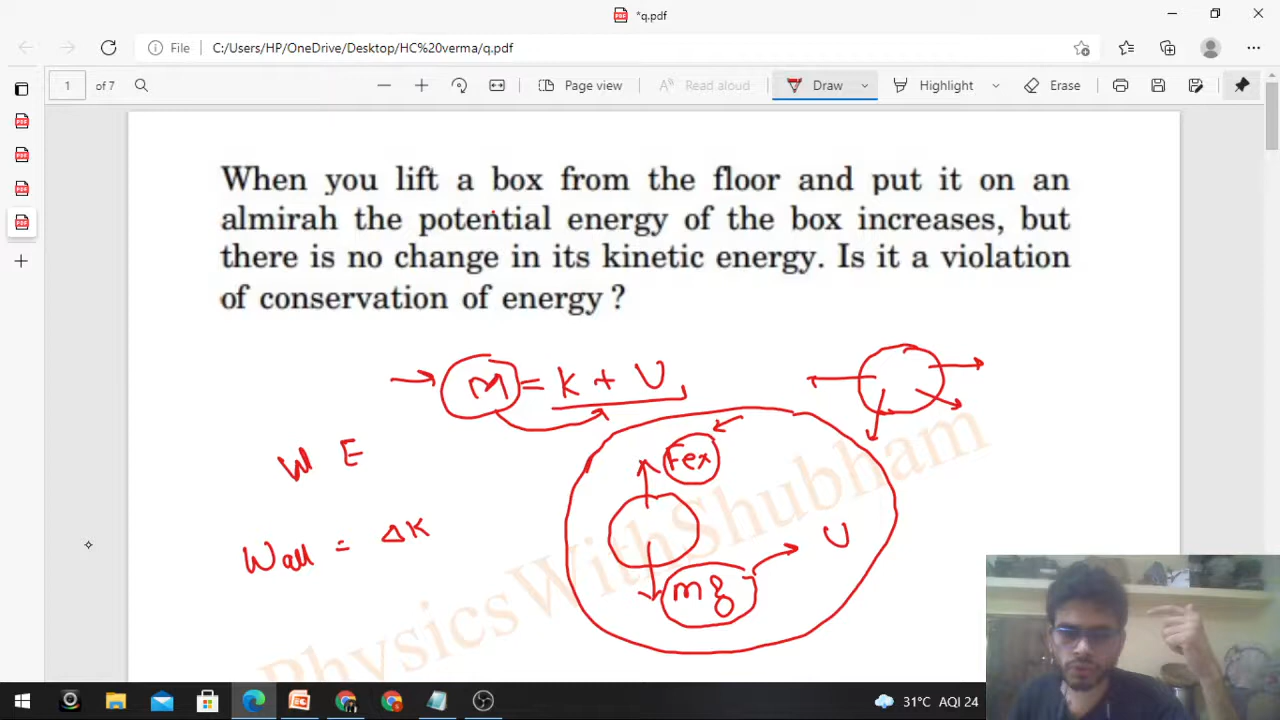 *q.pdf
File C:/Users/HP/OneDrive/Desktop/HC%20verma/q.pdf
1 of 7 Page view Read aloud Draw Highlight Erase
When you lift a box from the floor and put it on an
almirah the potential energy of the box increases, but
there is no change in its kinetic energy. Is it a violation
of conservation of energy ?
M = K + U
W E
Fex
Wall = ΔK
U
mg
PhysicsWithShubham
31°C AQI 24